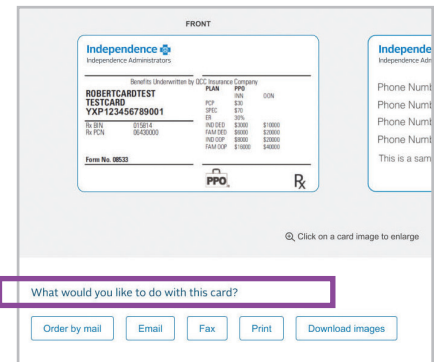 FRONT
Independence
Independence Administrators
Benefits Underwritten by QCC Insurance Company
PLAN PPO
ROBERTCARDTEST INN OON
TESTCARD PCP $30
YXP123456789001 SPEC $70
ER 30%
Rx BIN 015814 IND DED $3000 $10000
Rx PCN 06430000 FAM DED $6000 $20000
IND OOP $8000 $20000
FAM OOP $16000 $40000
Form No. 08533
PPO
Rx
Independe
Independence Adm
Phone Numb
Phone Numb
Phone Numb
Phone Numb
This is a sam
Click on a card image to enlarge
What would you like to do with this card?
Order by mail Email Fax Print Download images